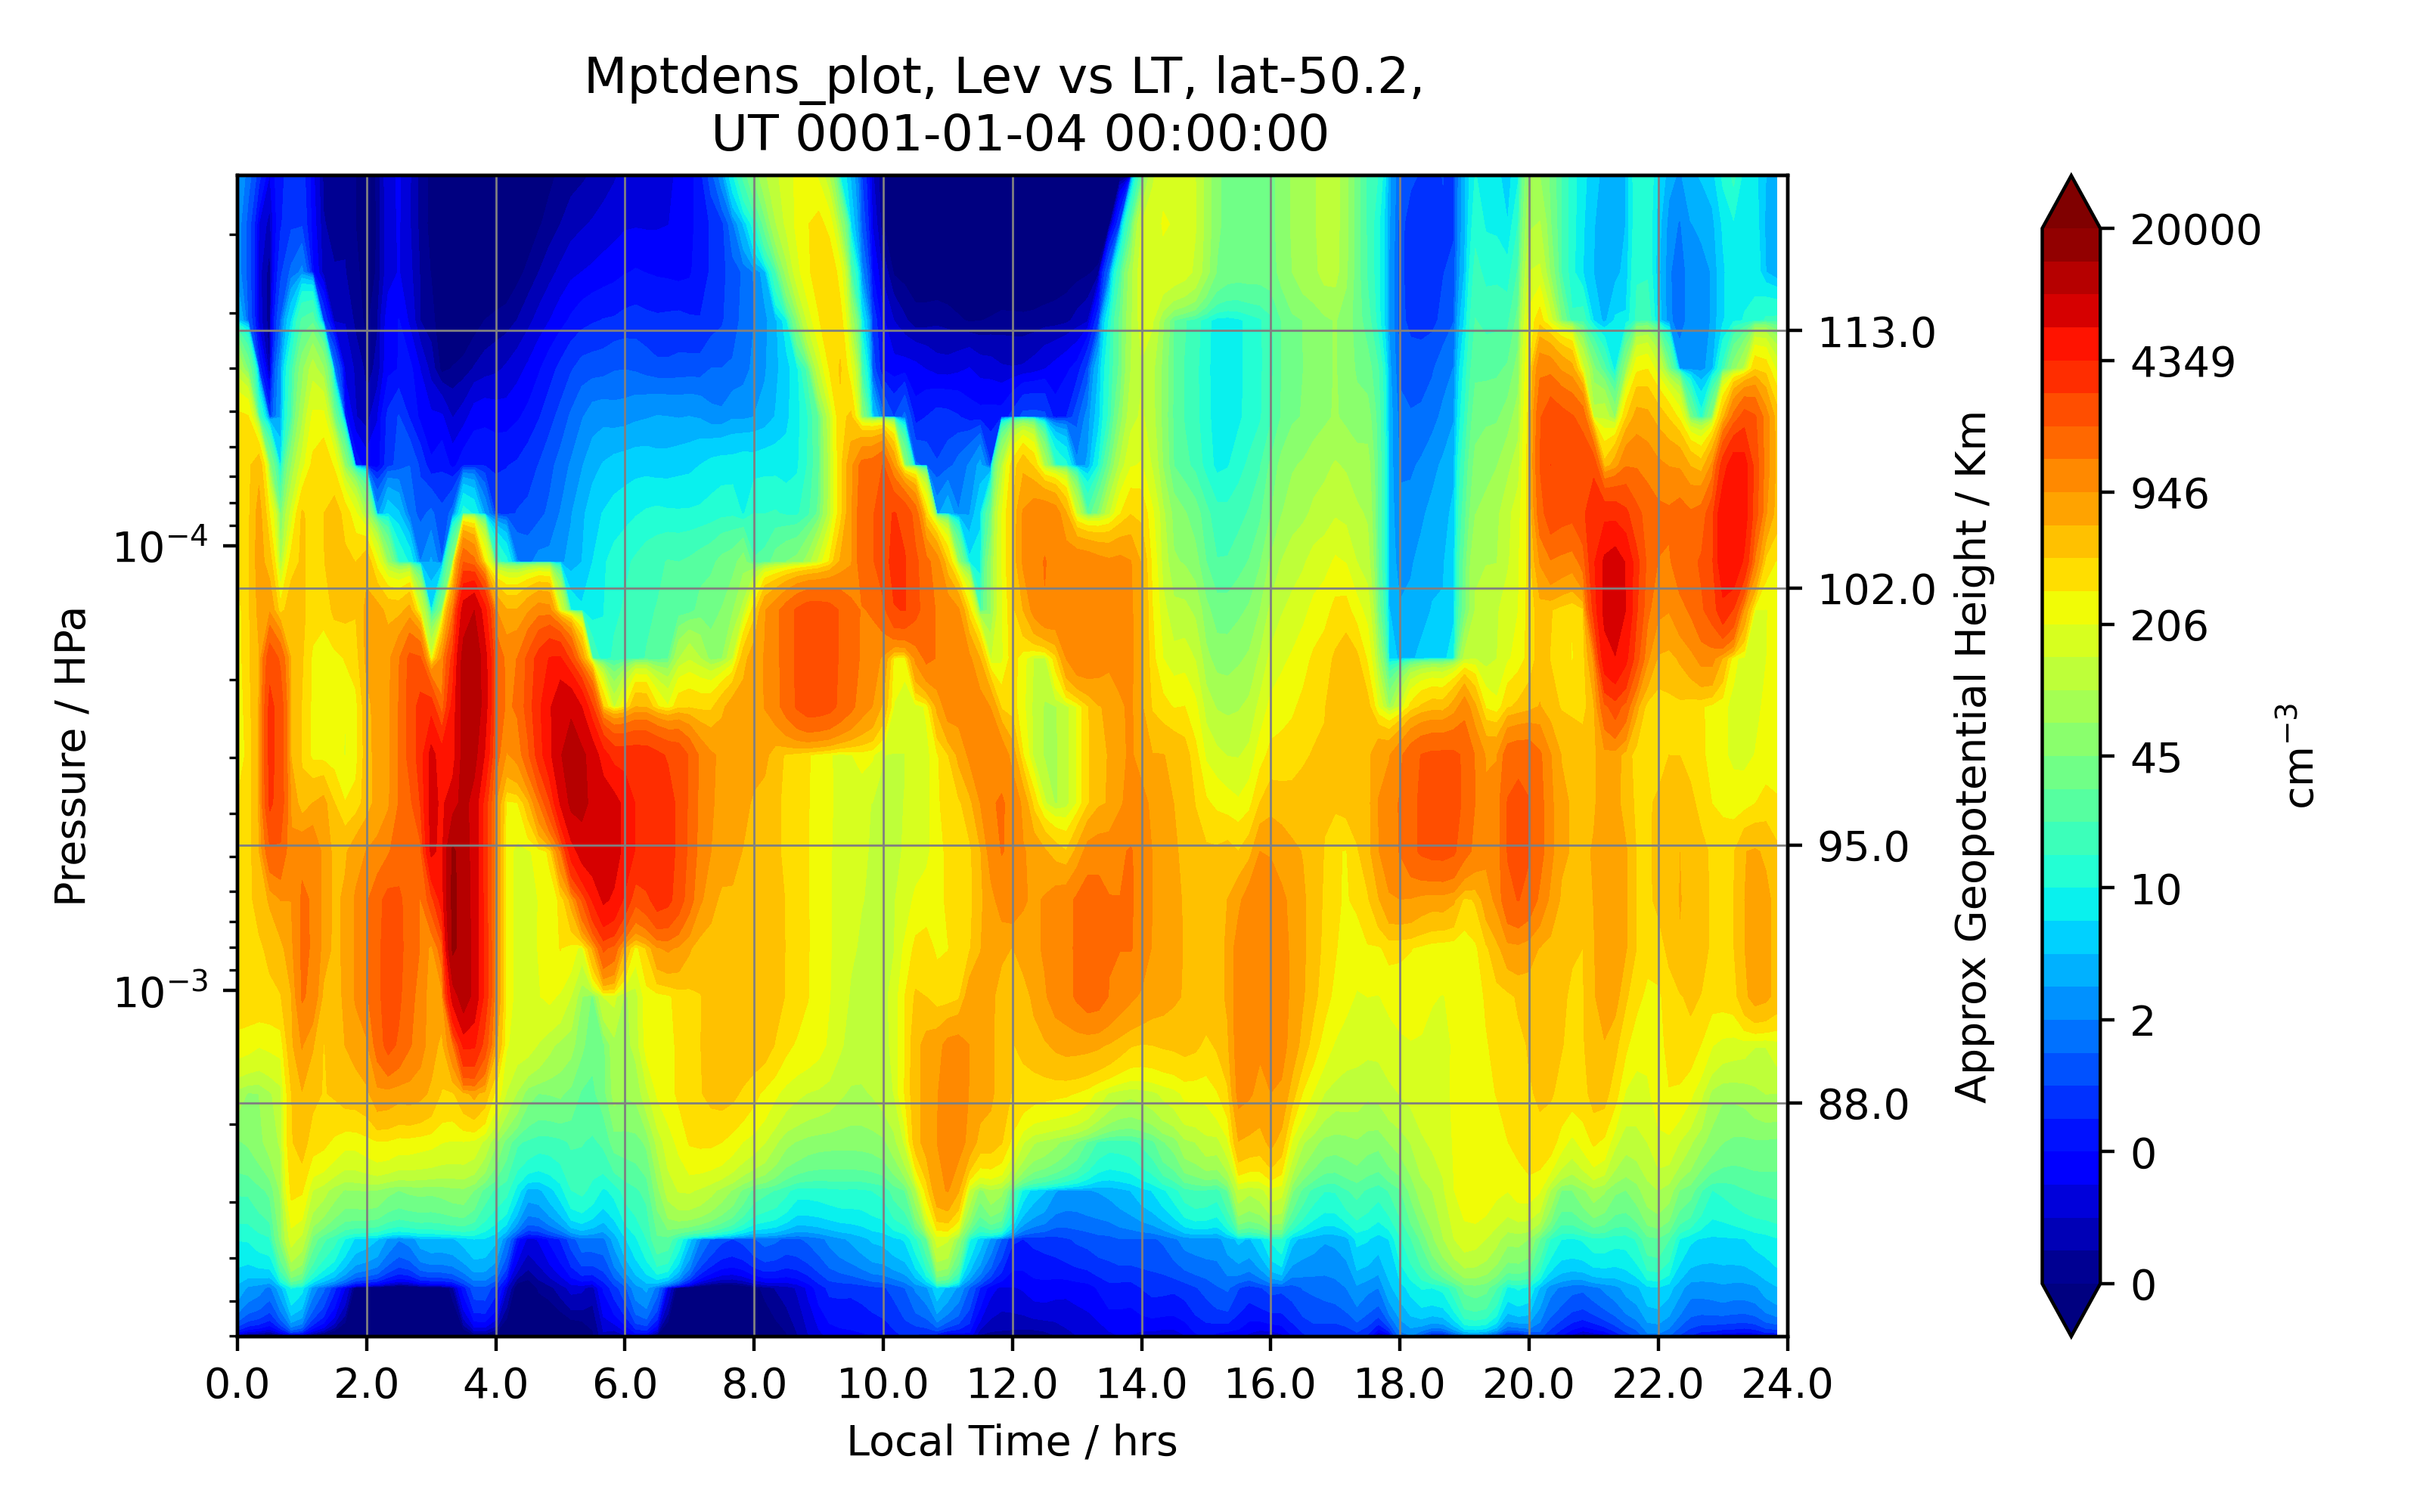 Mptdens_plot, Lev vs LT, lat-50.2,
UT 0001-01-04 00:00:00
Pressure / HPa
10⁻⁴
10⁻³
0.0 2.0 4.0 6.0 8.0 10.0 12.0 14.0 16.0 18.0 20.0 22.0 24.0
Local Time / hrs
113.0
102.0
95.0
88.0
Approx Geopotential Height / Km
20000
4349
946
206
45
10
2
0
0
cm⁻³